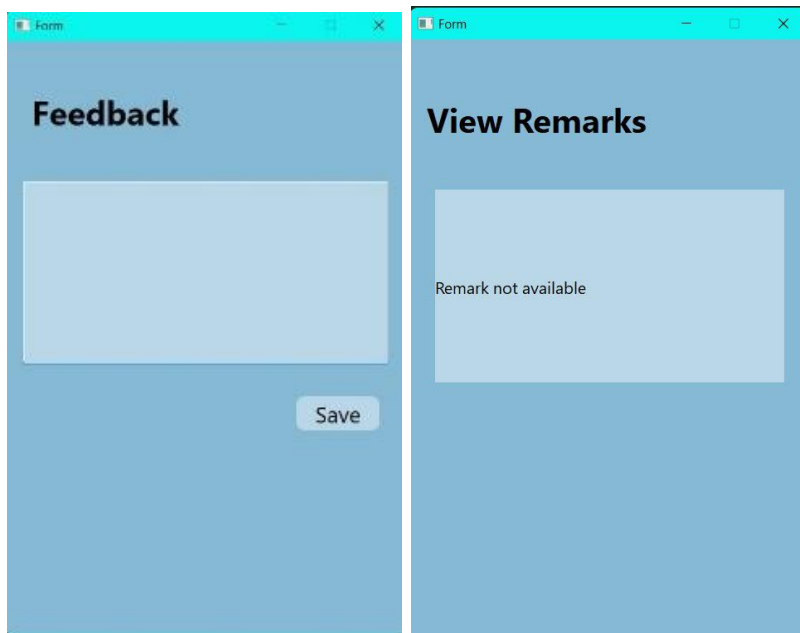 Form
Feedback
Save
Form
View Remarks
Remark not available